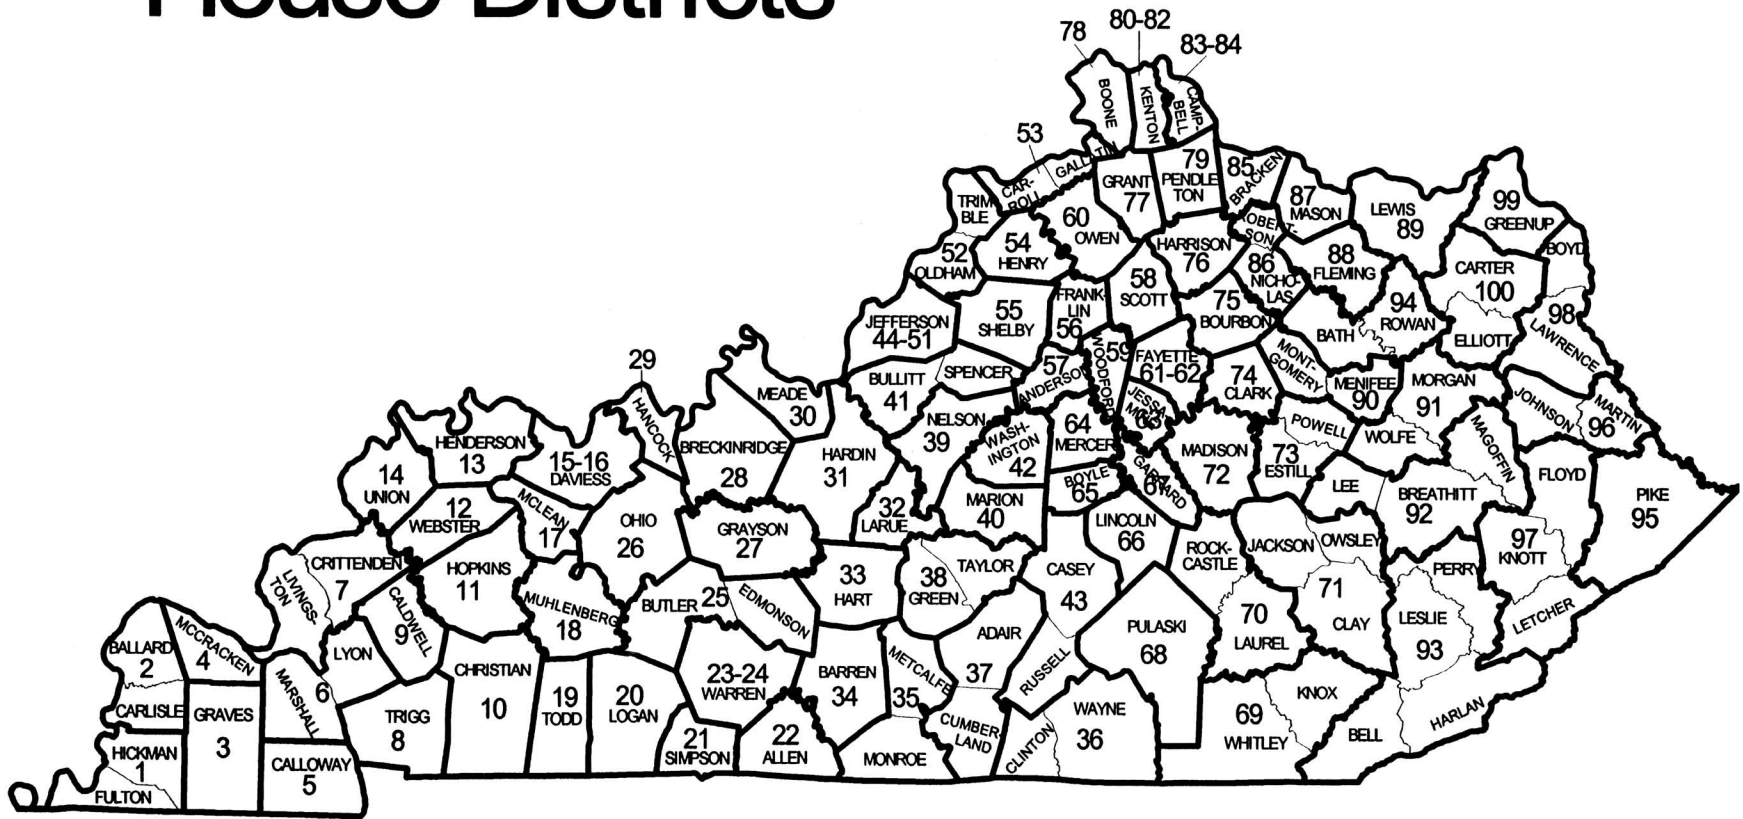 House Districts
78
80-82
83-84
BOONE
KENTON
CAMP-
BELL
53
GALLATIN
CAR-
ROLL
TRIM
BLE
GRANT
77
79
PENDLE
TON
85
BRACKEN
87
MASON
LEWIS
89
99
GREENUP
BOYD
60
OWEN
ROBERT-
SON
54
HENRY
52
OLDHAM
HARRISON
76
86
NICHO-
LAS
88
FLEMING
CARTER
100
58
SCOTT
FRANK-
LIN
56
55
SHELBY
75
BOURBON
94
ROWAN
98
LAWRENCE
JEFFERSON
44-51
BATH
ELLIOTT
59
WOODFORD
FAYETTE
61-62
57
ANDERSON
SPENCER
MONT-
GOMERY
29
HANCOCK
BULLITT
41
74
CLARK
MENIFEE
90
MORGAN
91
JOHNSON
MARTIN
96
MEADE
30
NELSON
39
JESSA-
MINE
63
64
MERCER
POWELL
WOLFE
MAGOFFIN
WASH-
INGTON
42
HENDERSON
13
15-16
DAVIESS
BRECKINRIDGE
28
HARDIN
31
MADISON
72
73
ESTILL
GARRARD
67
BOYLE
65
LEE
FLOYD
14
UNION
BREATHITT
92
PIKE
95
12
WEBSTER
MCLEAN
17
OHIO
26
GRAYSON
27
32
LARUE
MARION
40
LINCOLN
66
ROCK-
CASTLE
JACKSON
OWSLEY
97
KNOTT
CRITTENDEN
7
LIVINGS-
TON
HOPKINS
11
33
HART
38
GREEN
TAYLOR
CASEY
43
PERRY
CALDWELL
9
MUHLENBERG
18
BUTLER
25
EDMONSON
70
LAUREL
71
CLAY
LESLIE
93
LETCHER
BALLARD
2
MCCRACKEN
4
LYON
ADAIR
37
PULASKI
68
CHRISTIAN
10
23-24
WARREN
BARREN
34
METCALFE
35
RUSSELL
MARSHALL
6
CARLISLE
GRAVES
3
TRIGG
8
19
TODD
20
LOGAN
WAYNE
36
69
WHITLEY
KNOX
BELL
HARLAN
CUMBER-
LAND
CLINTON
HICKMAN
1
21
SIMPSON
22
ALLEN
MONROE
CALLOWAY
5
FULTON